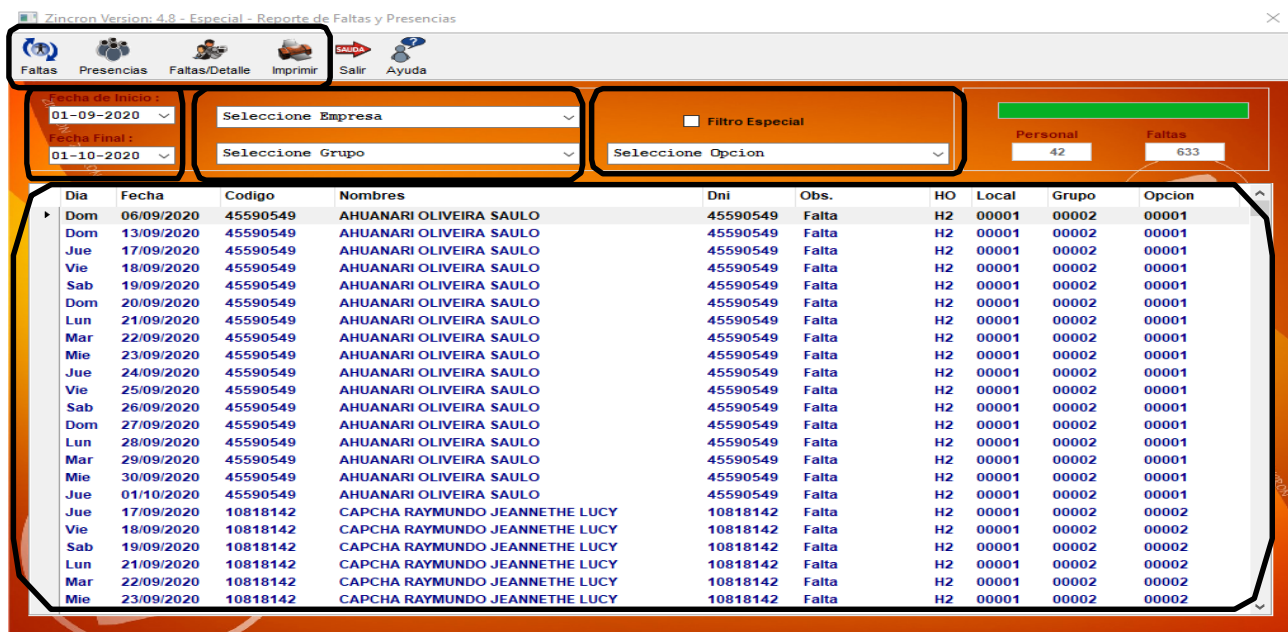 Zincron Version: 4.8 - Especial - Reporte de Faltas y Presencias
Faltas Presencias Faltas/Detalle Imprimir SALIDA Salir Ayuda
Fecha de Inicio :
01-09-2020
Fecha Final :
01-10-2020
Seleccione Empresa
Seleccione Grupo
Filtro Especial
Seleccione Opcion
Personal Faltas
42 633
Dia Fecha Codigo Nombres Dni Obs. HO Local Grupo Opcion
Dom 06/09/2020 45590549 AHUANARI OLIVEIRA SAULO 45590549 Falta H2 00001 00002 00001
Dom 13/09/2020 45590549 AHUANARI OLIVEIRA SAULO 45590549 Falta H2 00001 00002 00001
Jue 17/09/2020 45590549 AHUANARI OLIVEIRA SAULO 45590549 Falta H2 00001 00002 00001
Vie 18/09/2020 45590549 AHUANARI OLIVEIRA SAULO 45590549 Falta H2 00001 00002 00001
Sab 19/09/2020 45590549 AHUANARI OLIVEIRA SAULO 45590549 Falta H2 00001 00002 00001
Dom 20/09/2020 45590549 AHUANARI OLIVEIRA SAULO 45590549 Falta H2 00001 00002 00001
Lun 21/09/2020 45590549 AHUANARI OLIVEIRA SAULO 45590549 Falta H2 00001 00002 00001
Mar 22/09/2020 45590549 AHUANARI OLIVEIRA SAULO 45590549 Falta H2 00001 00002 00001
Mie 23/09/2020 45590549 AHUANARI OLIVEIRA SAULO 45590549 Falta H2 00001 00002 00001
Jue 24/09/2020 45590549 AHUANARI OLIVEIRA SAULO 45590549 Falta H2 00001 00002 00001
Vie 25/09/2020 45590549 AHUANARI OLIVEIRA SAULO 45590549 Falta H2 00001 00002 00001
Sab 26/09/2020 45590549 AHUANARI OLIVEIRA SAULO 45590549 Falta H2 00001 00002 00001
Dom 27/09/2020 45590549 AHUANARI OLIVEIRA SAULO 45590549 Falta H2 00001 00002 00001
Lun 28/09/2020 45590549 AHUANARI OLIVEIRA SAULO 45590549 Falta H2 00001 00002 00001
Mar 29/09/2020 45590549 AHUANARI OLIVEIRA SAULO 45590549 Falta H2 00001 00002 00001
Mie 30/09/2020 45590549 AHUANARI OLIVEIRA SAULO 45590549 Falta H2 00001 00002 00001
Jue 01/10/2020 45590549 AHUANARI OLIVEIRA SAULO 45590549 Falta H2 00001 00002 00001
Jue 17/09/2020 10818142 CAPCHA RAYMUNDO JEANNETHE LUCY 10818142 Falta H2 00001 00002 00002
Vie 18/09/2020 10818142 CAPCHA RAYMUNDO JEANNETHE LUCY 10818142 Falta H2 00001 00002 00002
Sab 19/09/2020 10818142 CAPCHA RAYMUNDO JEANNETHE LUCY 10818142 Falta H2 00001 00002 00002
Lun 21/09/2020 10818142 CAPCHA RAYMUNDO JEANNETHE LUCY 10818142 Falta H2 00001 00002 00002
Mar 22/09/2020 10818142 CAPCHA RAYMUNDO JEANNETHE LUCY 10818142 Falta H2 00001 00002 00002
Mie 23/09/2020 10818142 CAPCHA RAYMUNDO JEANNETHE LUCY 10818142 Falta H2 00001 00002 00002